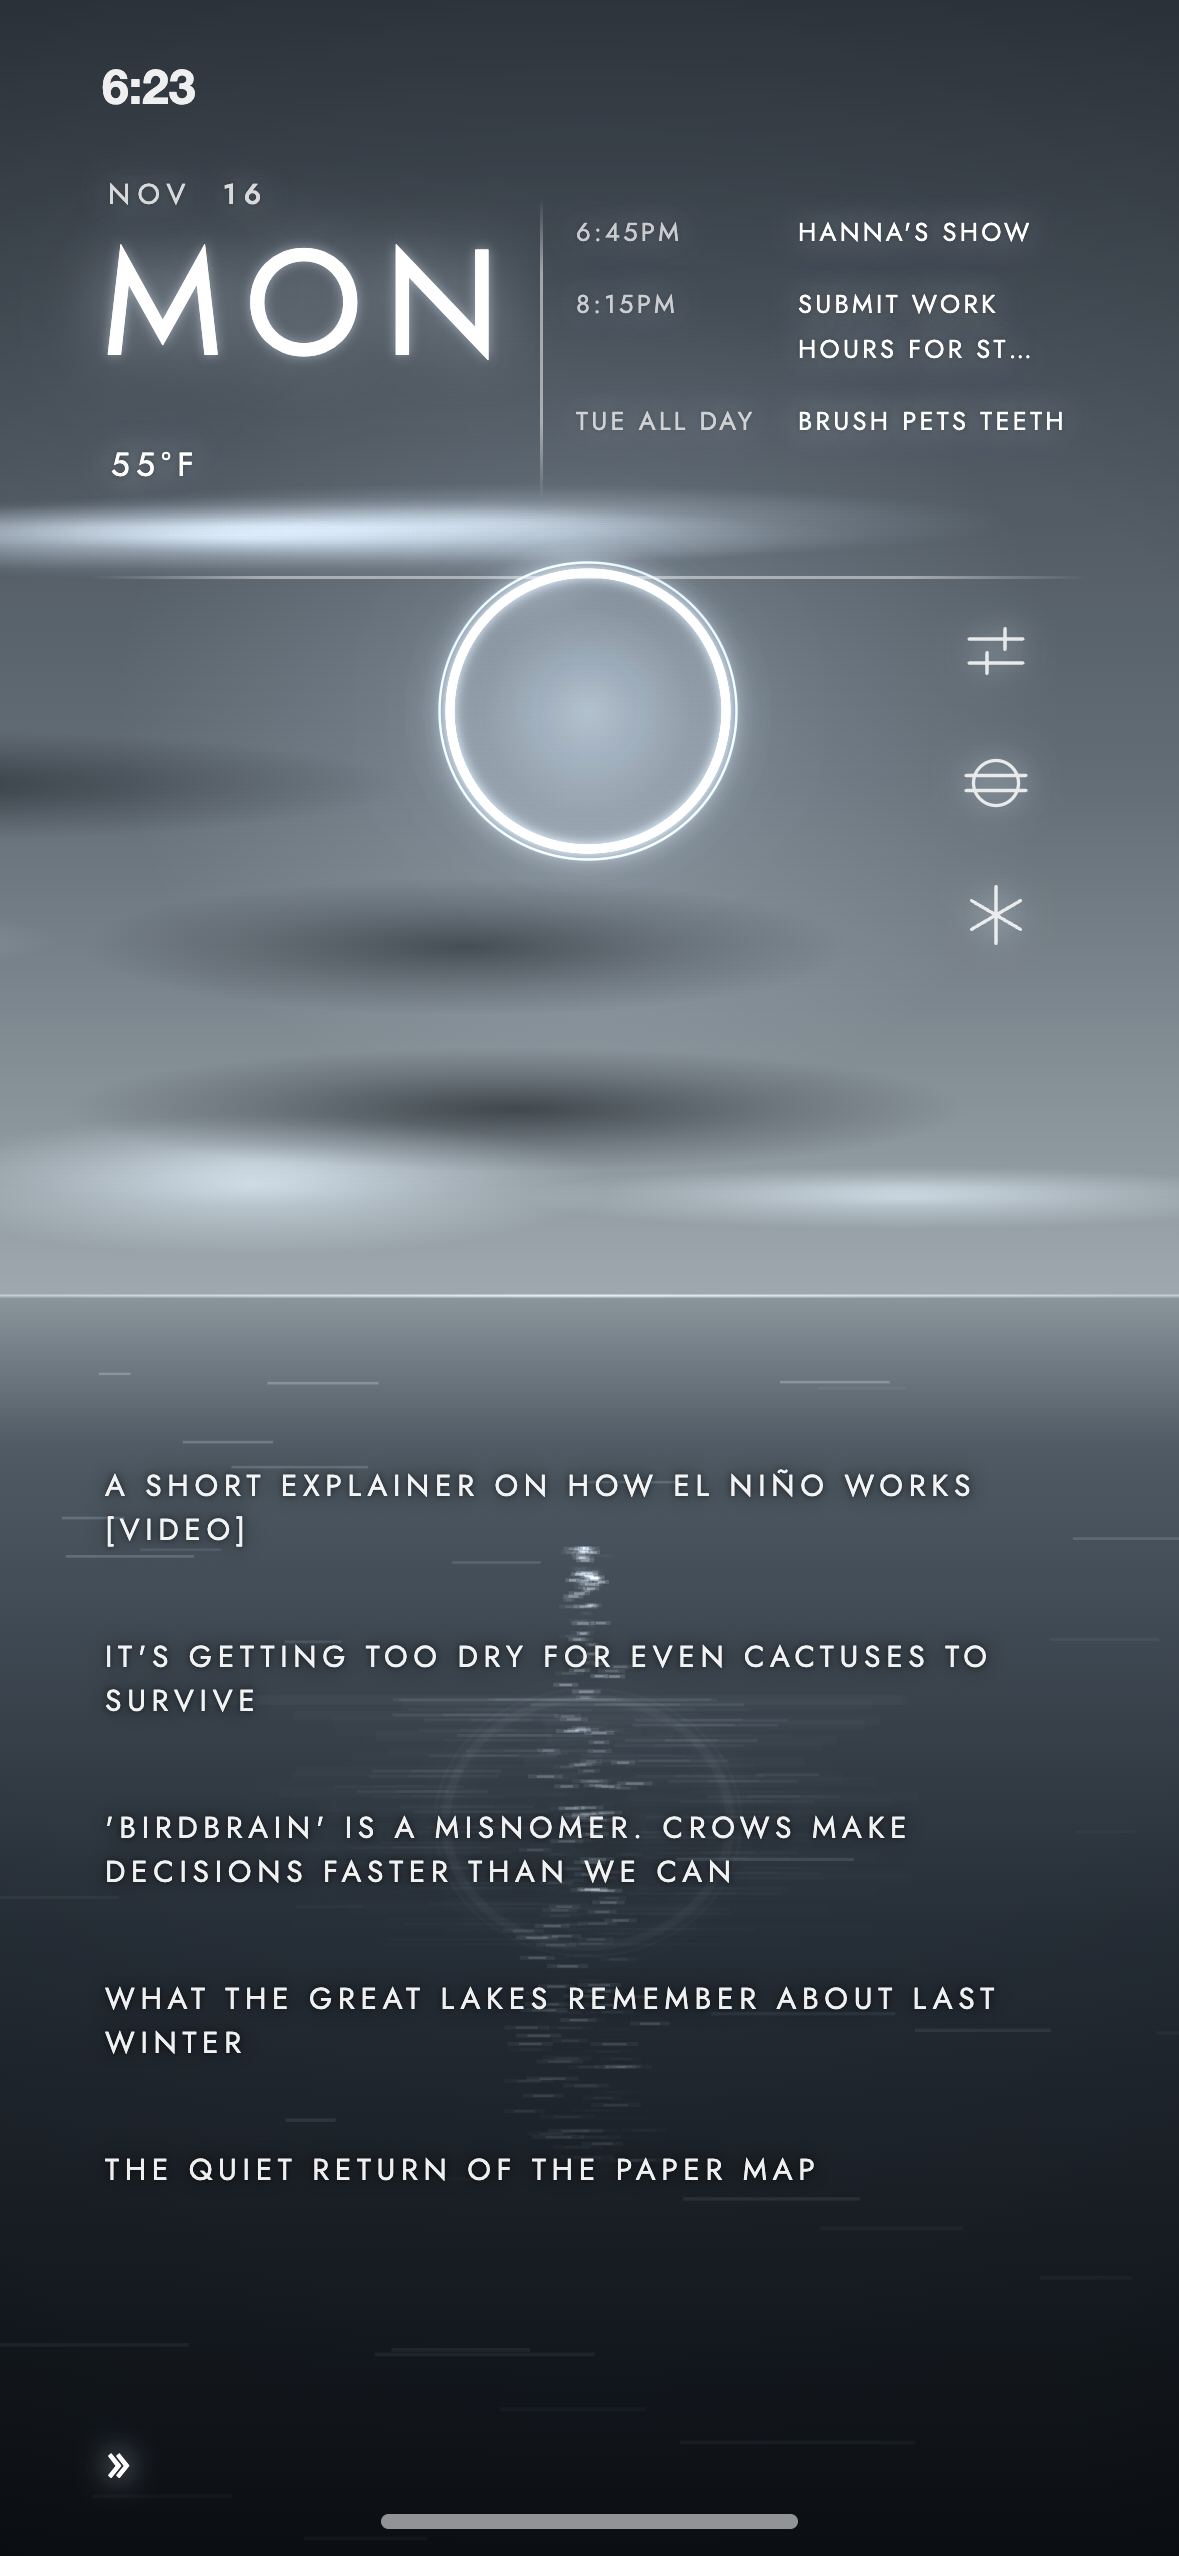 6:23
NOV 16
MON
55°F
6:45PM HANNA'S SHOW
8:15PM SUBMIT WORK
HOURS FOR ST...
TUE ALL DAY BRUSH PETS TEETH
A SHORT EXPLAINER ON HOW EL NIÑO WORKS
[VIDEO]
IT'S GETTING TOO DRY FOR EVEN CACTUSES TO
SURVIVE
'BIRDBRAIN' IS A MISNOMER. CROWS MAKE
DECISIONS FASTER THAN WE CAN
WHAT THE GREAT LAKES REMEMBER ABOUT LAST
WINTER
THE QUIET RETURN OF THE PAPER MAP
»